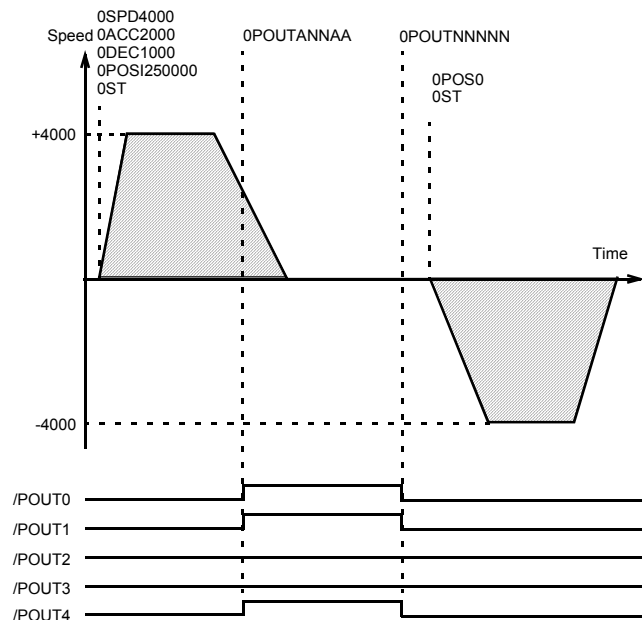 0SPD4000
Speed 0ACC2000
0DEC1000
0POSI250000
0ST
0POUTANNAA
0POUTNNNNN
0POS0
0ST
+4000
Time
-4000
/POUT0
/POUT1
/POUT2
/POUT3
/POUT4